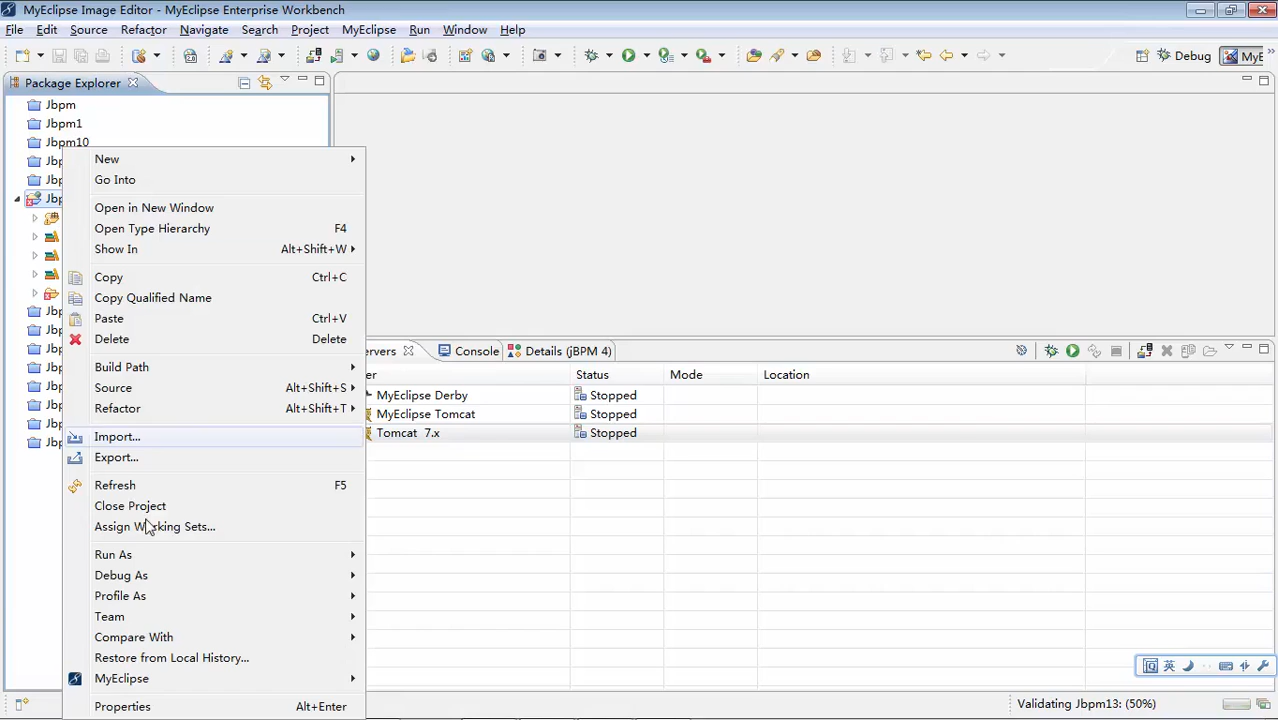 MyEclipse Image Editor - MyEclipse Enterprise Workbench
File Edit Source Refactor Navigate Search Project MyEclipse Run Window Help
Debug MyE
Package Explorer
Jbpm
Jbpm1
Jbpm10
New
Go Into
Open in New Window
Open Type Hierarchy F4
Show In Alt+Shift+W
Copy Ctrl+C
Copy Qualified Name
Paste Ctrl+V
Delete Delete
Build Path
Source Alt+Shift+S
Refactor Alt+Shift+T
Import...
Export...
Refresh F5
Close Project
Assign Working Sets...
Run As
Debug As
Profile As
Team
Compare With
Restore from Local History...
MyEclipse
Properties Alt+Enter
ervers Console Details (jBPM 4)
er Status Mode Location
MyEclipse Derby Stopped
MyEclipse Tomcat Stopped
Tomcat 7.x Stopped
英
Validating Jbpm13: (50%)